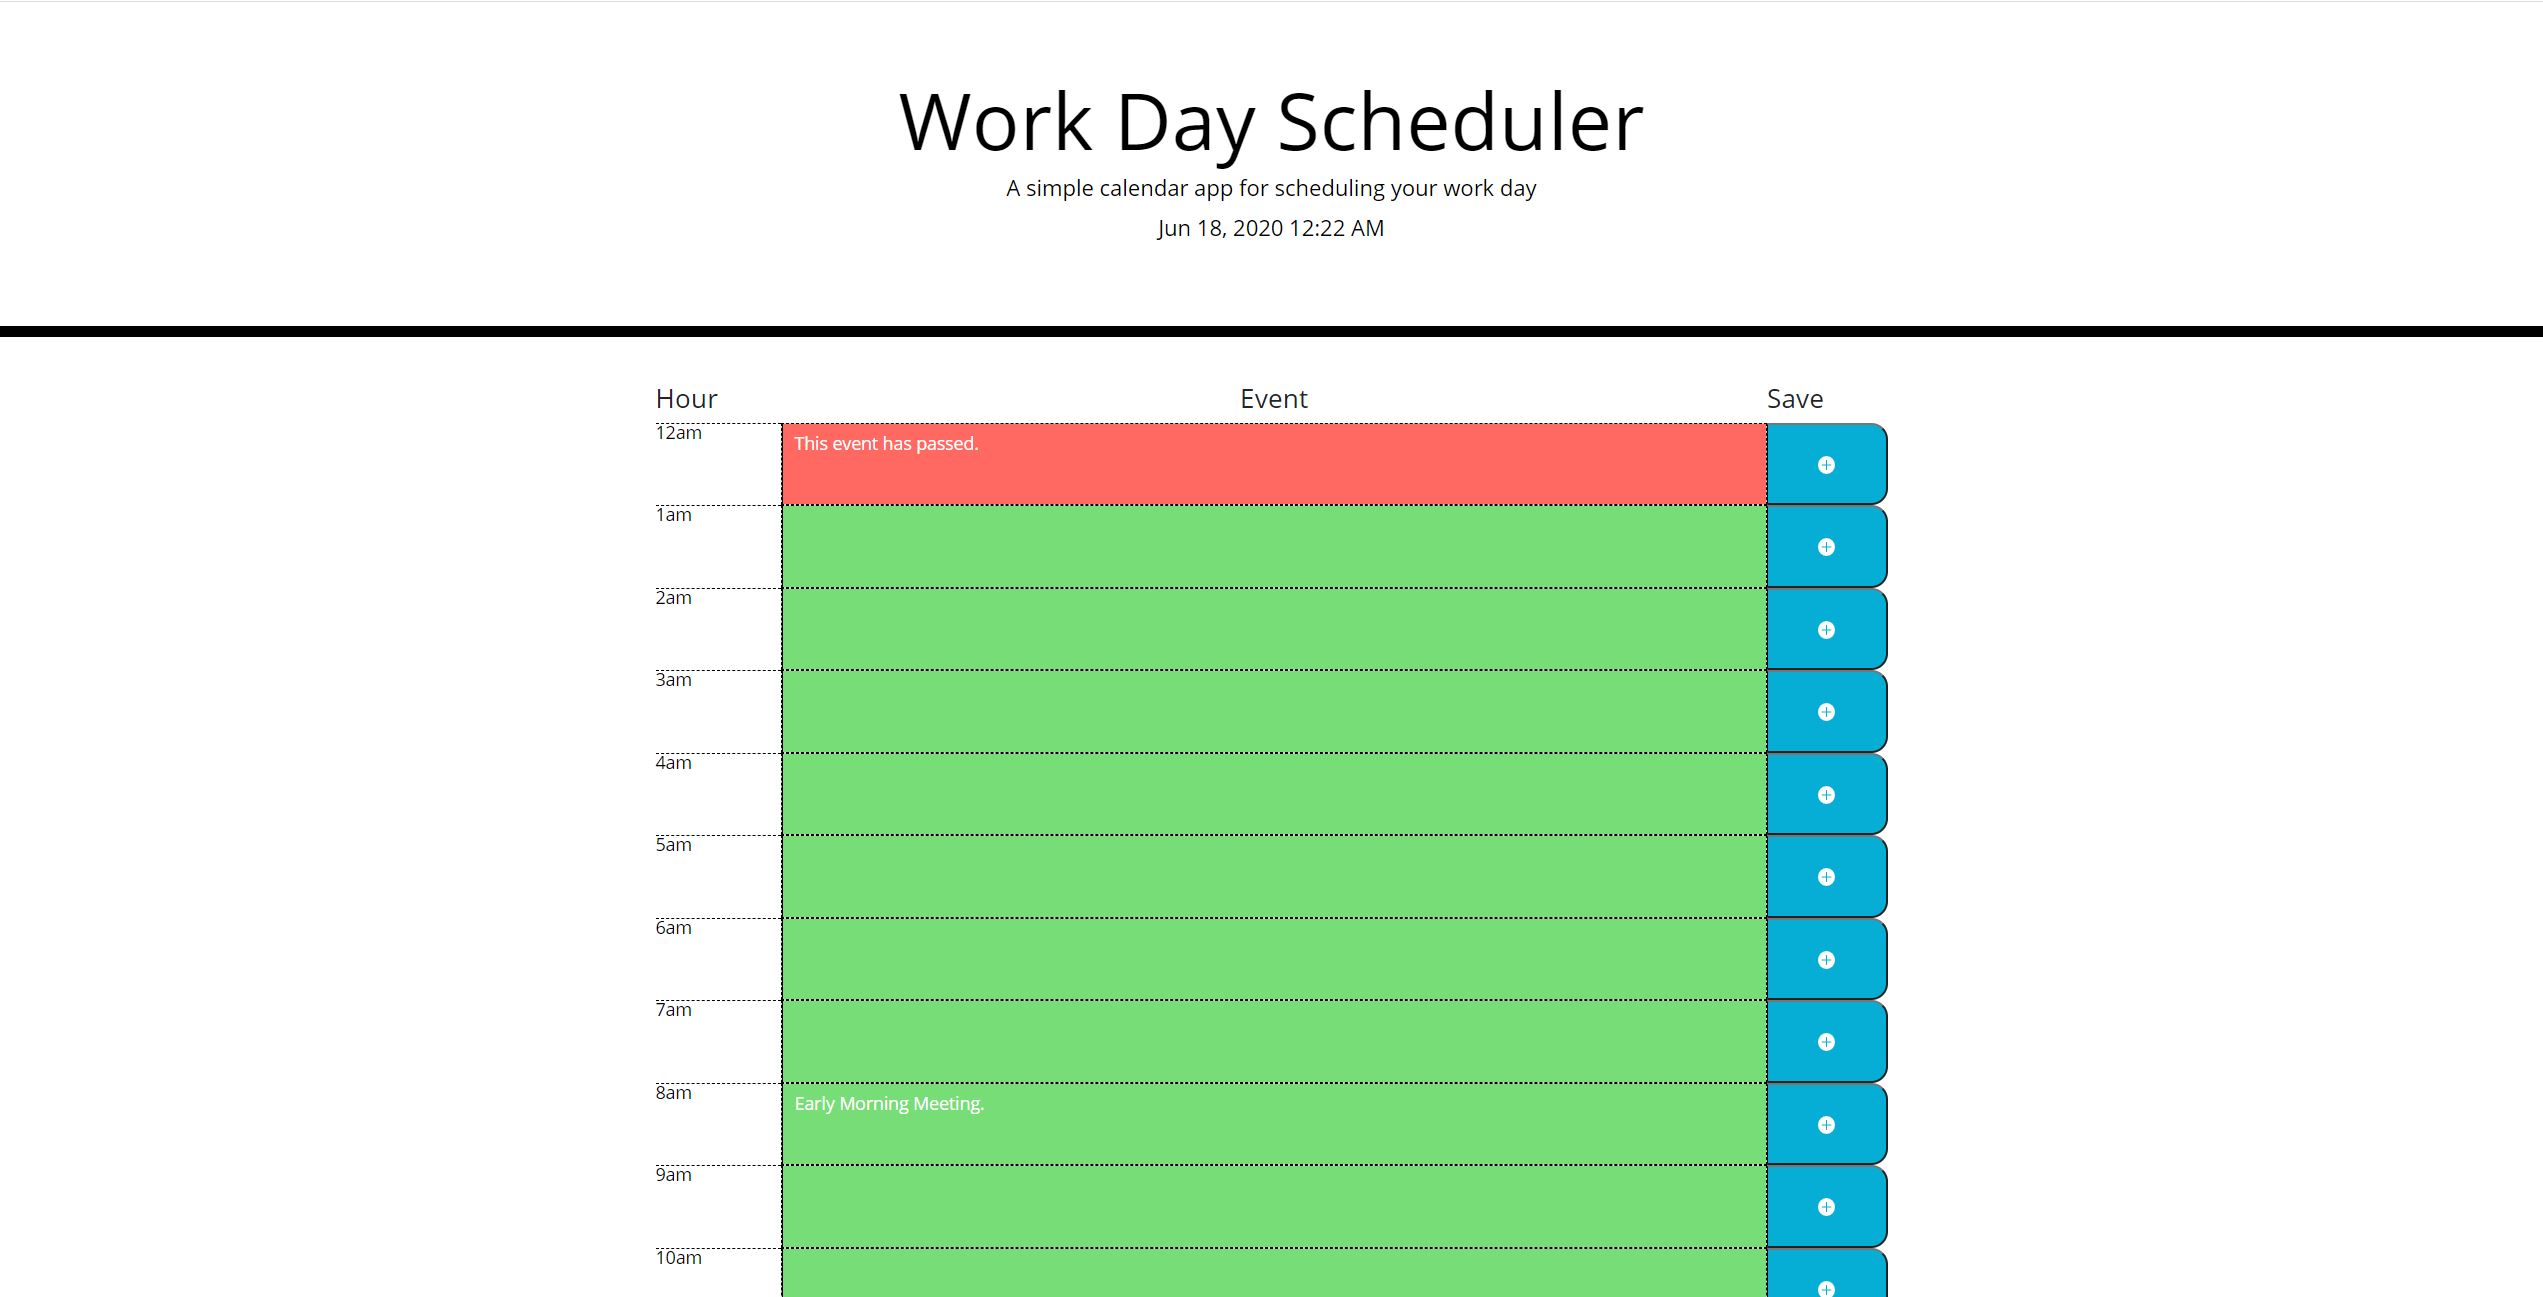 Work Day Scheduler
A simple calendar app for scheduling your work day
Jun 18, 2020 12:22 AM
Hour Event Save
12am This event has passed.
1am
2am
3am
4am
5am
6am
7am
8am Early Morning Meeting.
9am
10am